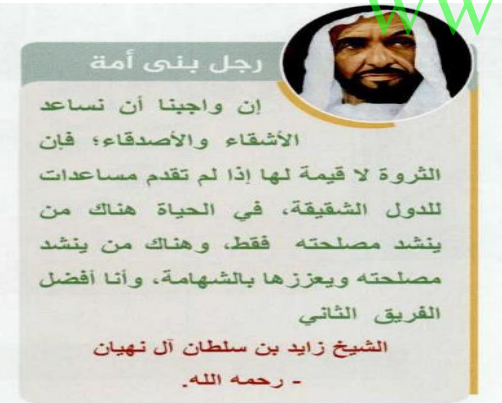 WW
رجل بنى أمة
إن واجبنا أن نساعد
الأشقاء والأصدقاء؛ فإن
الثروة لا قيمة لها إذا لم تقدم مساعدات
للدول الشقيقة، في الحياة هناك من
ينشد مصلحته فقط، وهناك من ينشد
مصلحته ويعززها بالشهامة، وأنا أفضل
الفريق الثاني
الشيخ زايد بن سلطان آل نهيان
- رحمه الله.